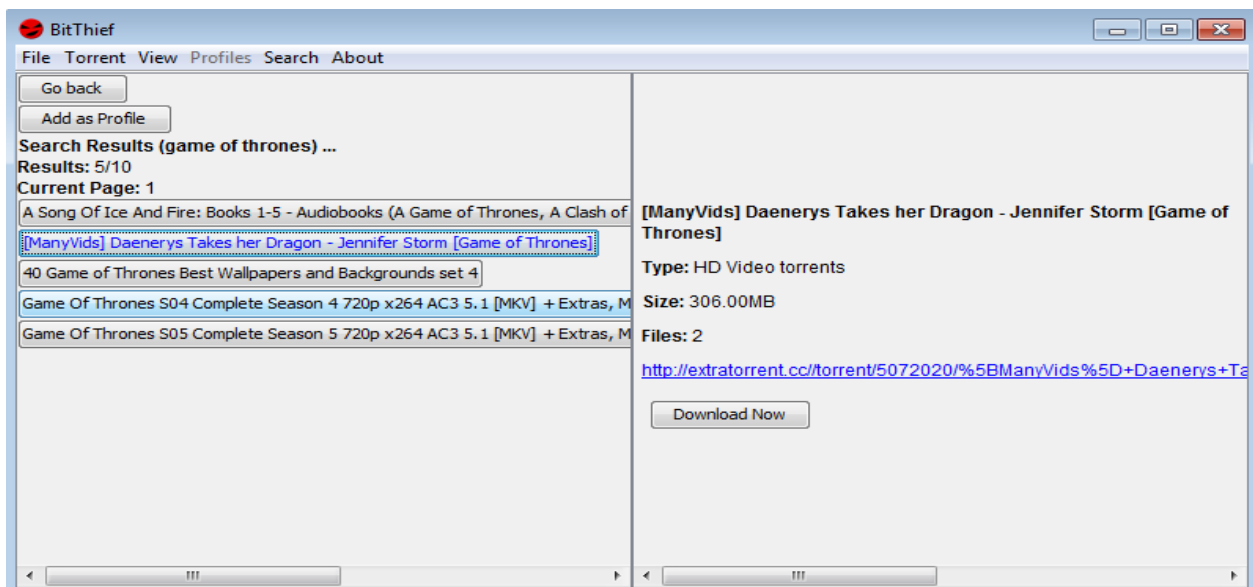 BitThief
File Torrent View Profiles Search About
Go back
Add as Profile
Search Results (game of thrones) ...
Results: 5/10
Current Page: 1
A Song Of Ice And Fire: Books 1-5 - Audiobooks (A Game of Thrones, A Clash of
[ManyVids] Daenerys Takes her Dragon - Jennifer Storm [Game of Thrones]
40 Game of Thrones Best Wallpapers and Backgrounds set 4
Game Of Thrones S04 Complete Season 4 720p x264 AC3 5.1 [MKV] + Extras, M
Game Of Thrones S05 Complete Season 5 720p x264 AC3 5.1 [MKV] + Extras, M
[ManyVids] Daenerys Takes her Dragon - Jennifer Storm [Game of
Thrones]
Type: HD Video torrents
Size: 306.00MB
Files: 2
http://extratorrent.cc//torrent/5072020/%5BManyVids%5D+Daenerys+Ta
Download Now